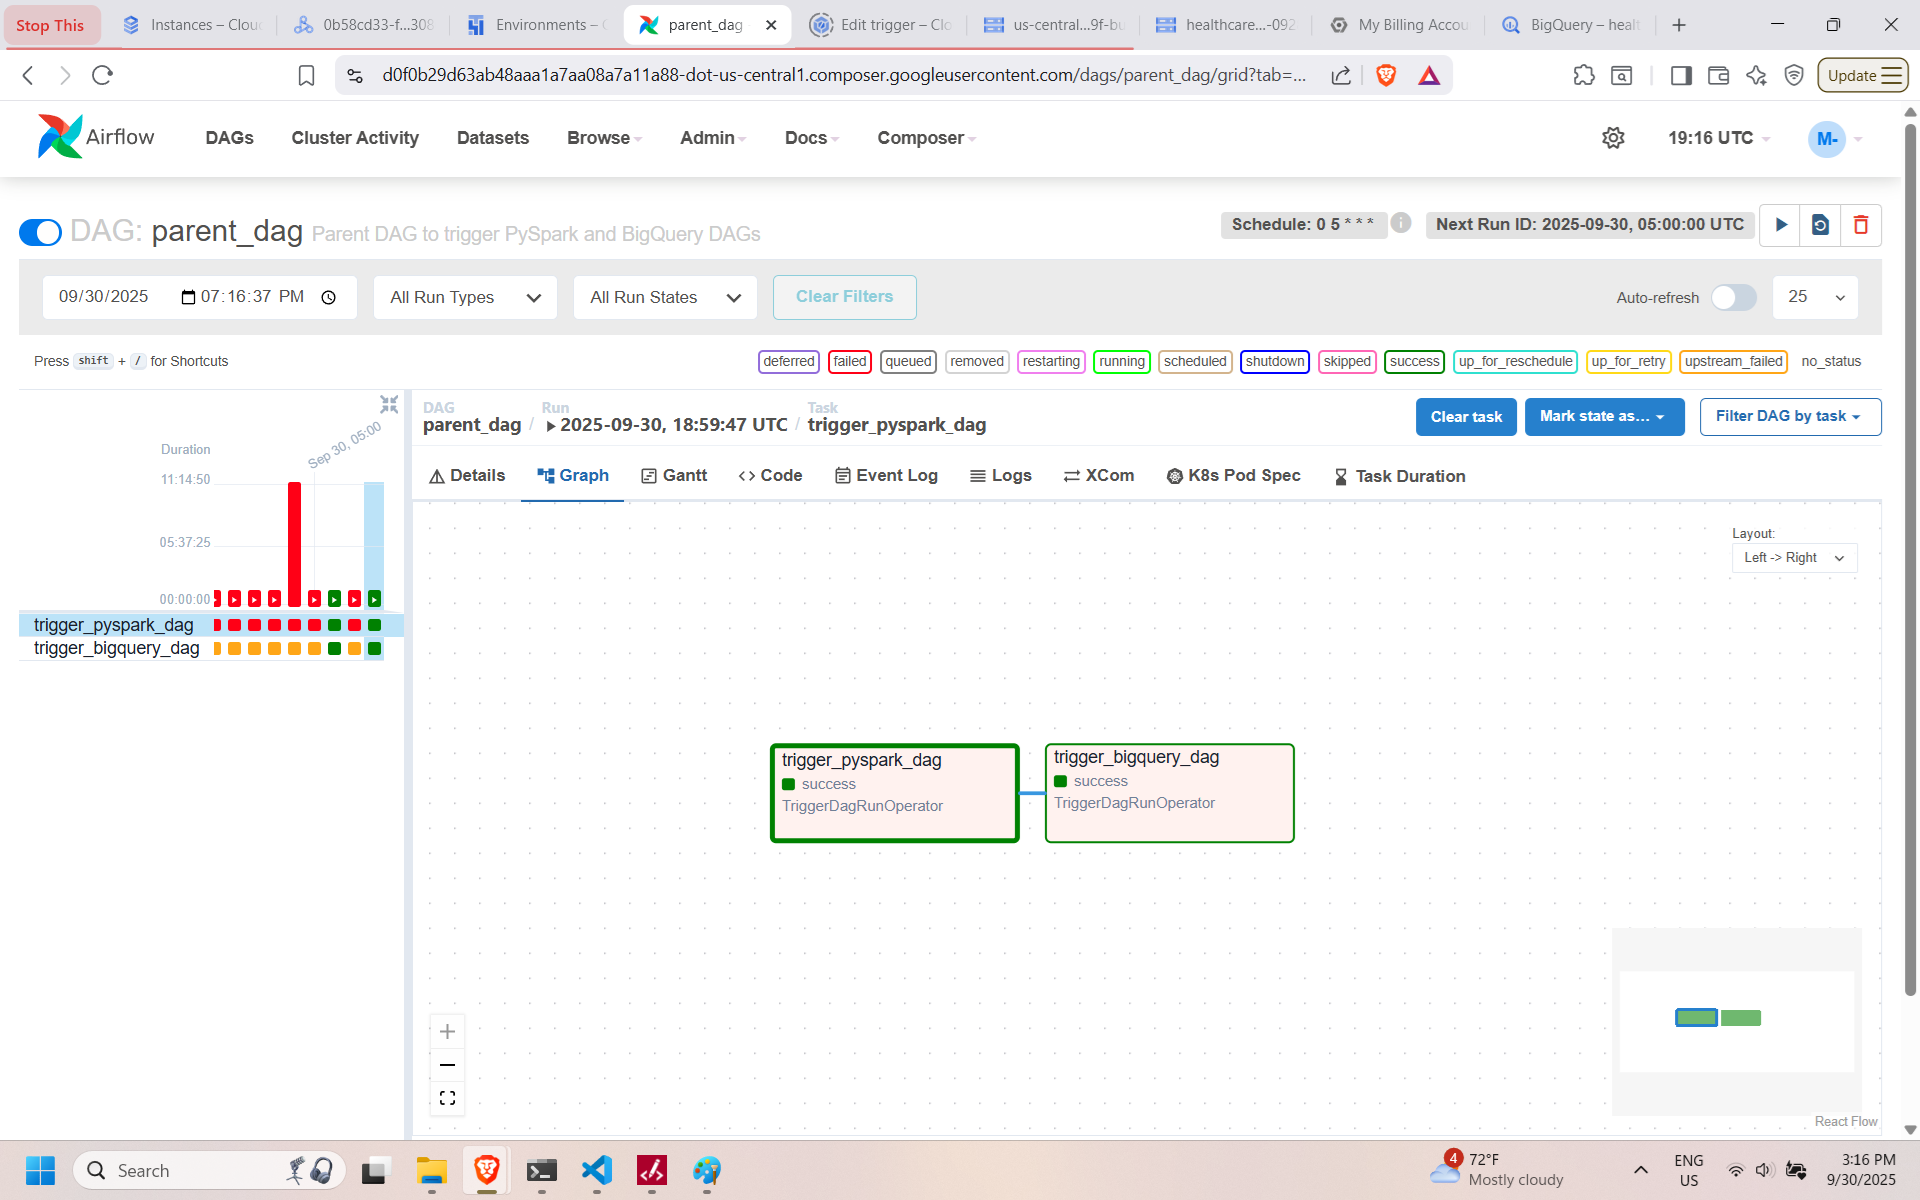 Stop This
Instances – Clou
0b58cd33-f...308
Environments – C
parent_dag
Edit trigger – Clo
us-central...9f-bu
healthcare...-092
My Billing Accou
BigQuery – healt
d0f0b29d63ab48aaa1a7aa08a7a11a88-dot-us-central1.composer.googleusercontent.com/dags/parent_dag/grid?tab=...
Update
Airflow
DAGs
Cluster Activity
Datasets
Browse
Admin
Docs
Composer
19:16 UTC
M-
DAG: parent_dag Parent DAG to trigger PySpark and BigQuery DAGs
Schedule: 0 5 * * *
i
Next Run ID: 2025-09-30, 05:00:00 UTC
09/30/2025 07:16:37 PM
All Run Types
All Run States
Clear Filters
Auto-refresh
25
Press shift + / for Shortcuts
deferred
failed
queued
removed
restarting
running
scheduled
shutdown
skipped
success
up_for_reschedule
up_for_retry
upstream_failed
no_status
Duration
Sep 30, 05:00
11:14:50
05:37:25
00:00:00
trigger_pyspark_dag
trigger_bigquery_dag
DAG
parent_dag
/
Run
2025-09-30, 18:59:47 UTC
/
Task
trigger_pyspark_dag
Clear task
Mark state as...
Filter DAG by task
Details
Graph
Gantt
Code
Event Log
Logs
XCom
K8s Pod Spec
Task Duration
Layout:
Left -> Right
trigger_pyspark_dag
success
TriggerDagRunOperator
trigger_bigquery_dag
success
TriggerDagRunOperator
React Flow
Search
4
72°F
Mostly cloudy
ENG
US
3:16 PM
9/30/2025